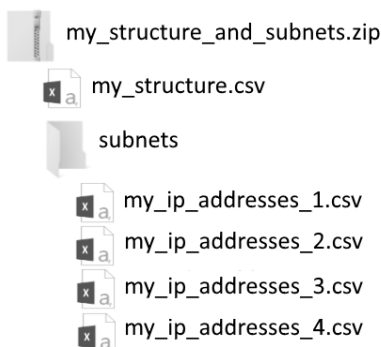 my_structure_and_subnets.zip
my_structure.csv
subnets
my_ip_addresses_1.csv
my_ip_addresses_2.csv
my_ip_addresses_3.csv
my_ip_addresses_4.csv